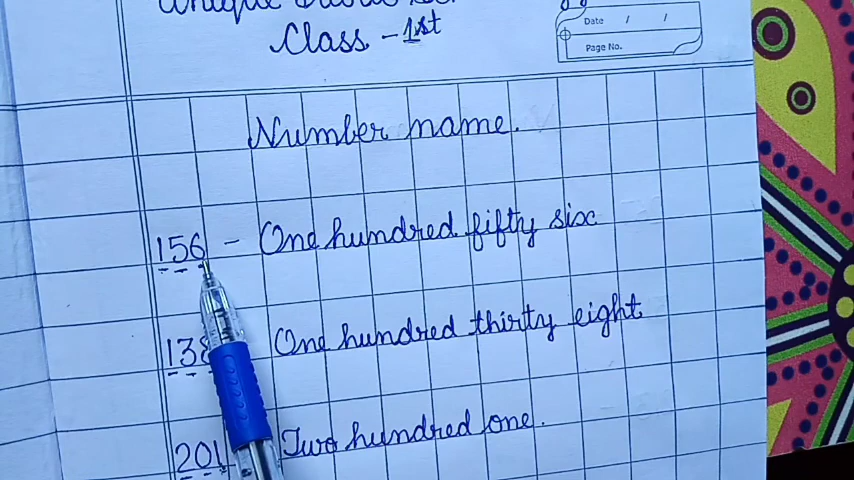 Class - 1st
Date / /
Page No.
Number name.
156 - One hundred fifty six
138 One hundred thirty eight
201 Two hundred one.